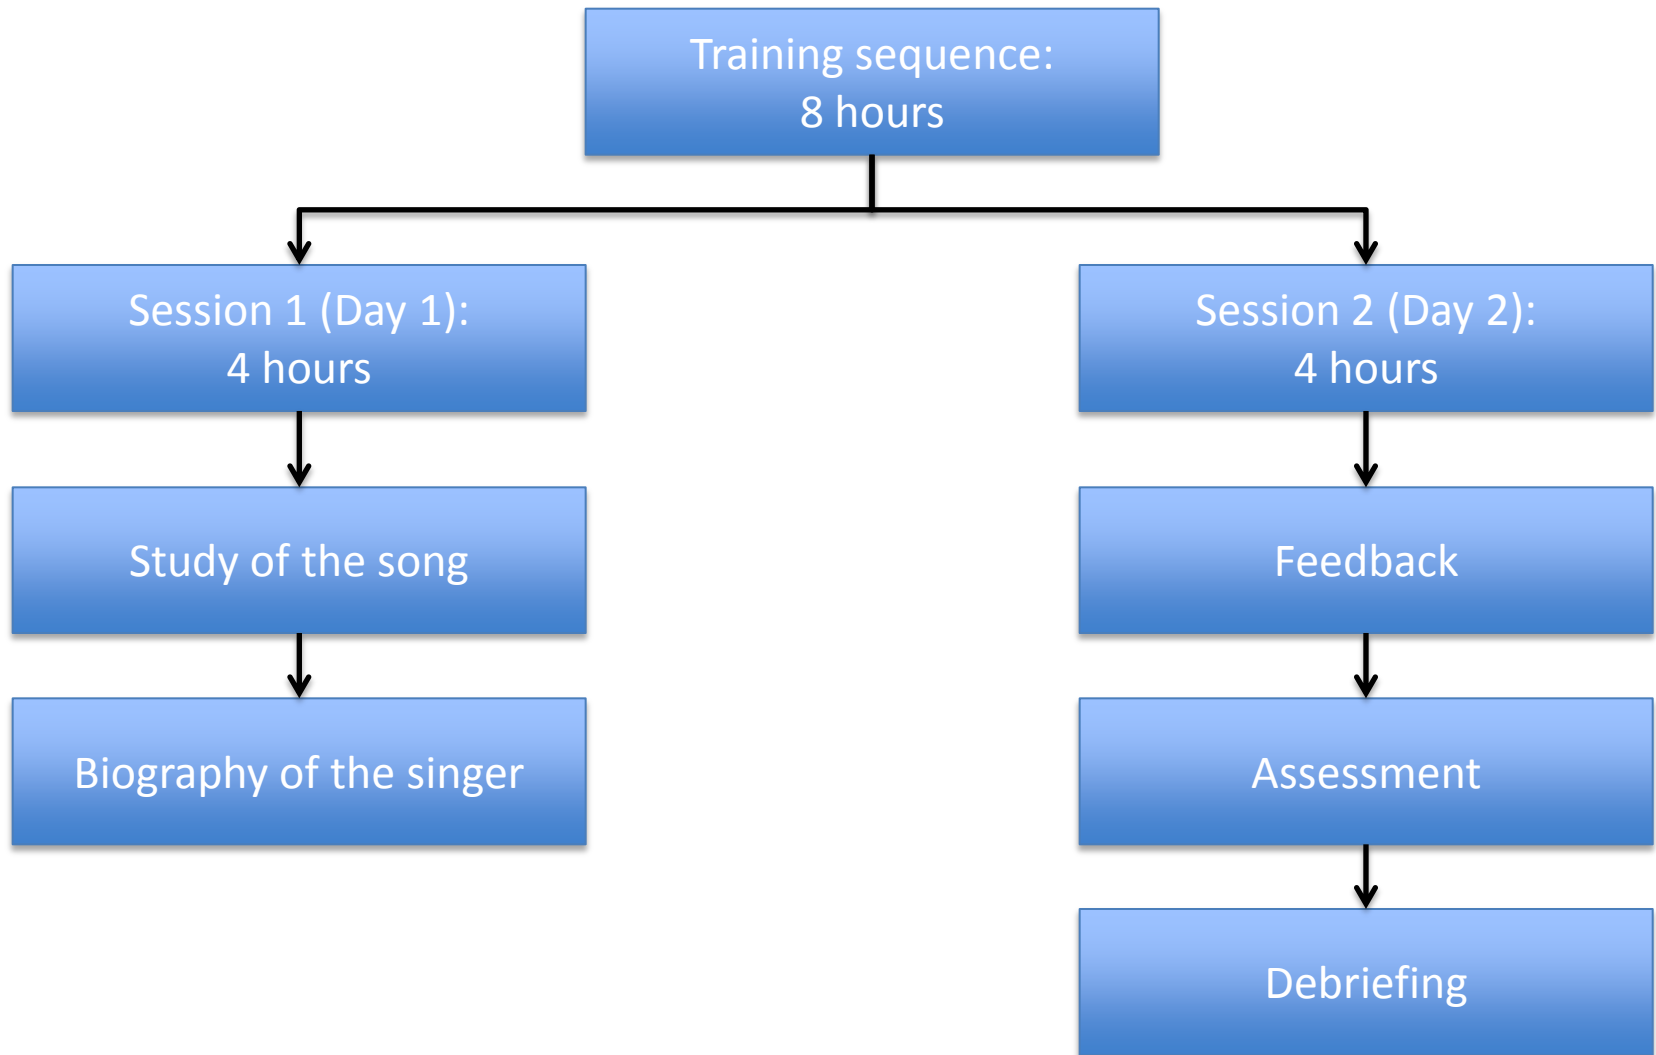 Training sequence:
8 hours
Session 1 (Day 1):
4 hours
Study of the song
Biography of the singer
Session 2 (Day 2):
4 hours
Feedback
Assessment
Debriefing